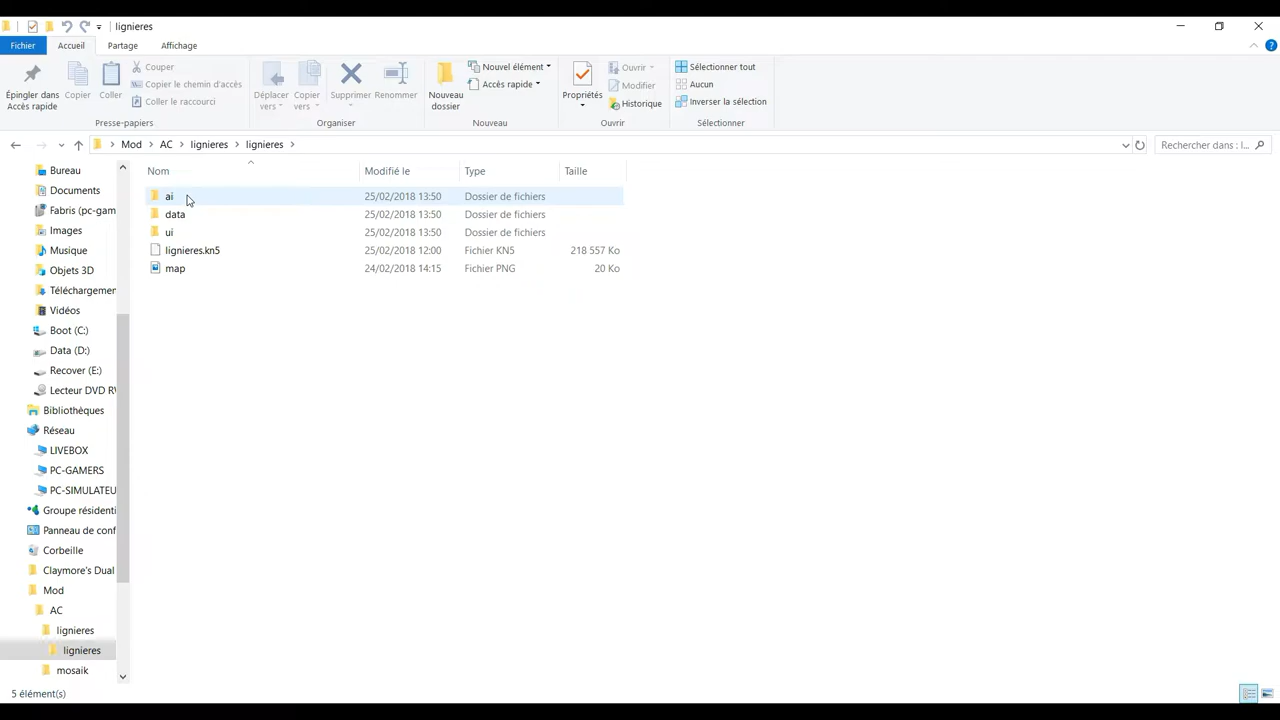 lignieres
Fichier Accueil Partage Affichage
Épingler dans Accès rapide
Copier
Coller
Couper
Copier le chemin d'accès
Coller le raccourci
Presse-papiers
Déplacer vers
Copier vers
Supprimer
Renommer
Organiser
Nouveau dossier
Nouvel élément
Accès rapide
Nouveau
Propriétés
Ouvrir
Modifier
Historique
Ouvrir
Sélectionner tout
Aucun
Inverser la sélection
Sélectionner
Mod AC lignieres lignieres
Rechercher dans : l...
Nom Modifié le Type Taille
ai 25/02/2018 13:50 Dossier de fichiers
data 25/02/2018 13:50 Dossier de fichiers
ui 25/02/2018 13:50 Dossier de fichiers
lignieres.kn5 25/02/2018 12:00 Fichier KN5 218 557 Ko
map 24/02/2018 14:15 Fichier PNG 20 Ko
Bureau
Documents
Fabris (pc-gam
Images
Musique
Objets 3D
Téléchargemen
Vidéos
Boot (C:)
Data (D:)
Recover (E:)
Lecteur DVD RV
Bibliothèques
Réseau
LIVEBOX
PC-GAMERS
PC-SIMULATEU
Groupe résidenti
Panneau de conf
Corbeille
Claymore's Dual
Mod
AC
lignieres
lignieres
mosaik
5 élément(s)